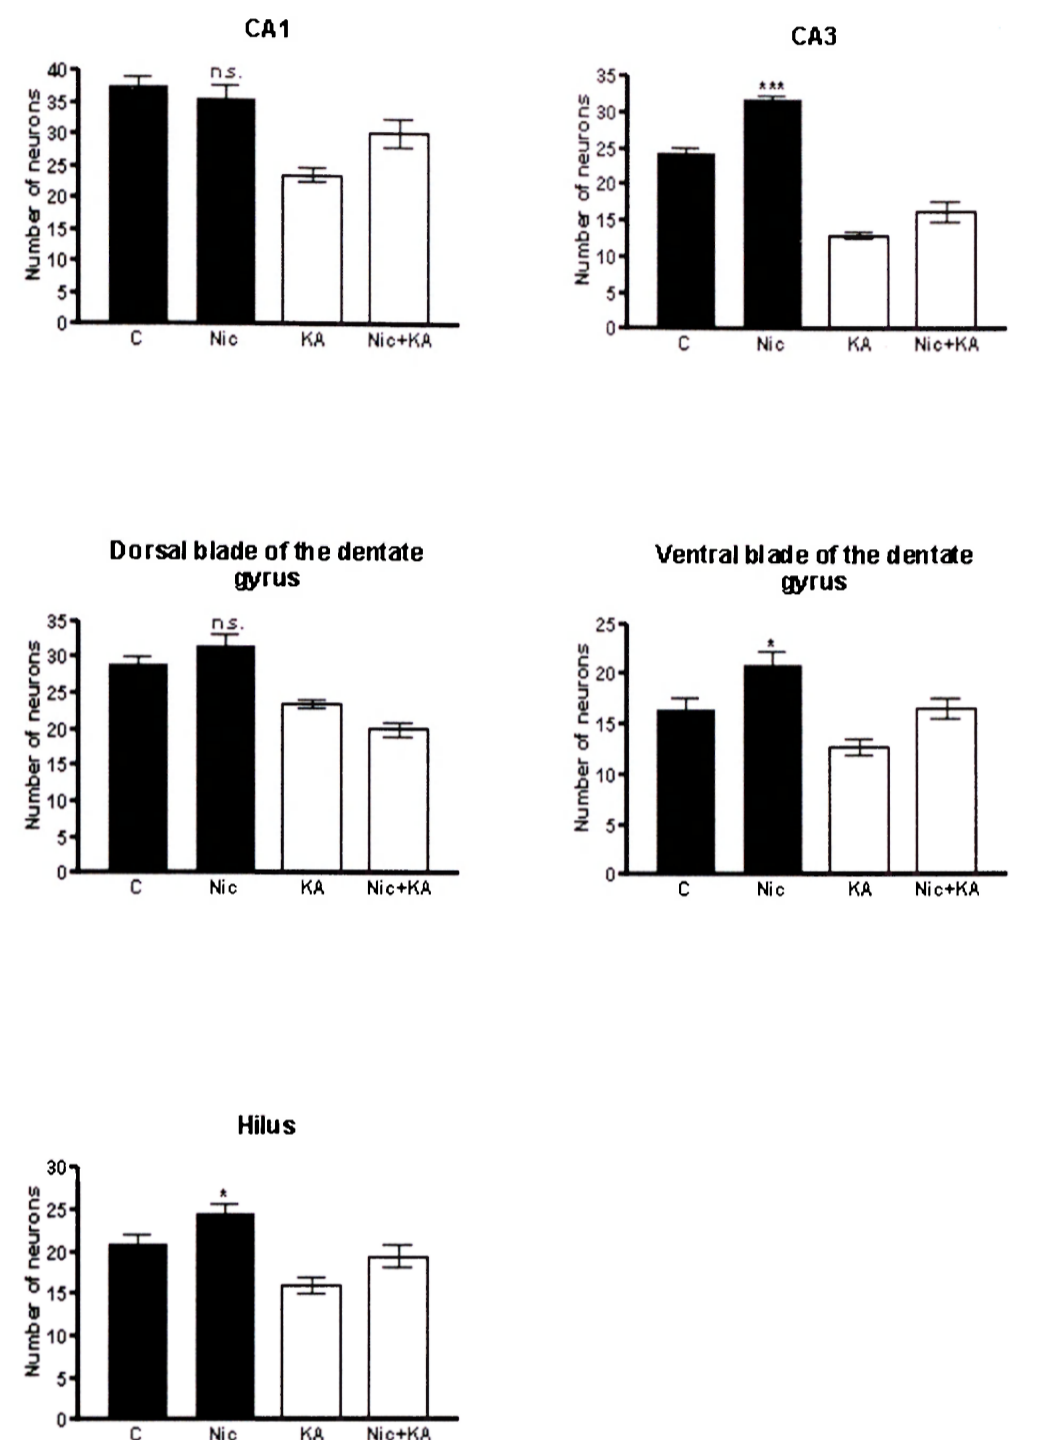 CA1
Number of neurons
40
35
30
25
20
15
10
5
0
n.s.
C Nic KA Nic+KA
CA3
Number of neurons
35
30
25
20
15
10
5
0
***
C Nic KA Nic+KA
Dorsal blade of the dentate
gyrus
Number of neurons
35
30
25
20
15
10
5
0
n.s.
C Nic KA Nic+KA
Ventral blade of the dentate
gyrus
Number of neurons
25
20
15
10
5
0
*
C Nic KA Nic+KA
Hilus
Number of neurons
30
25
20
15
10
5
0
*
C Nic KA Nic+KA